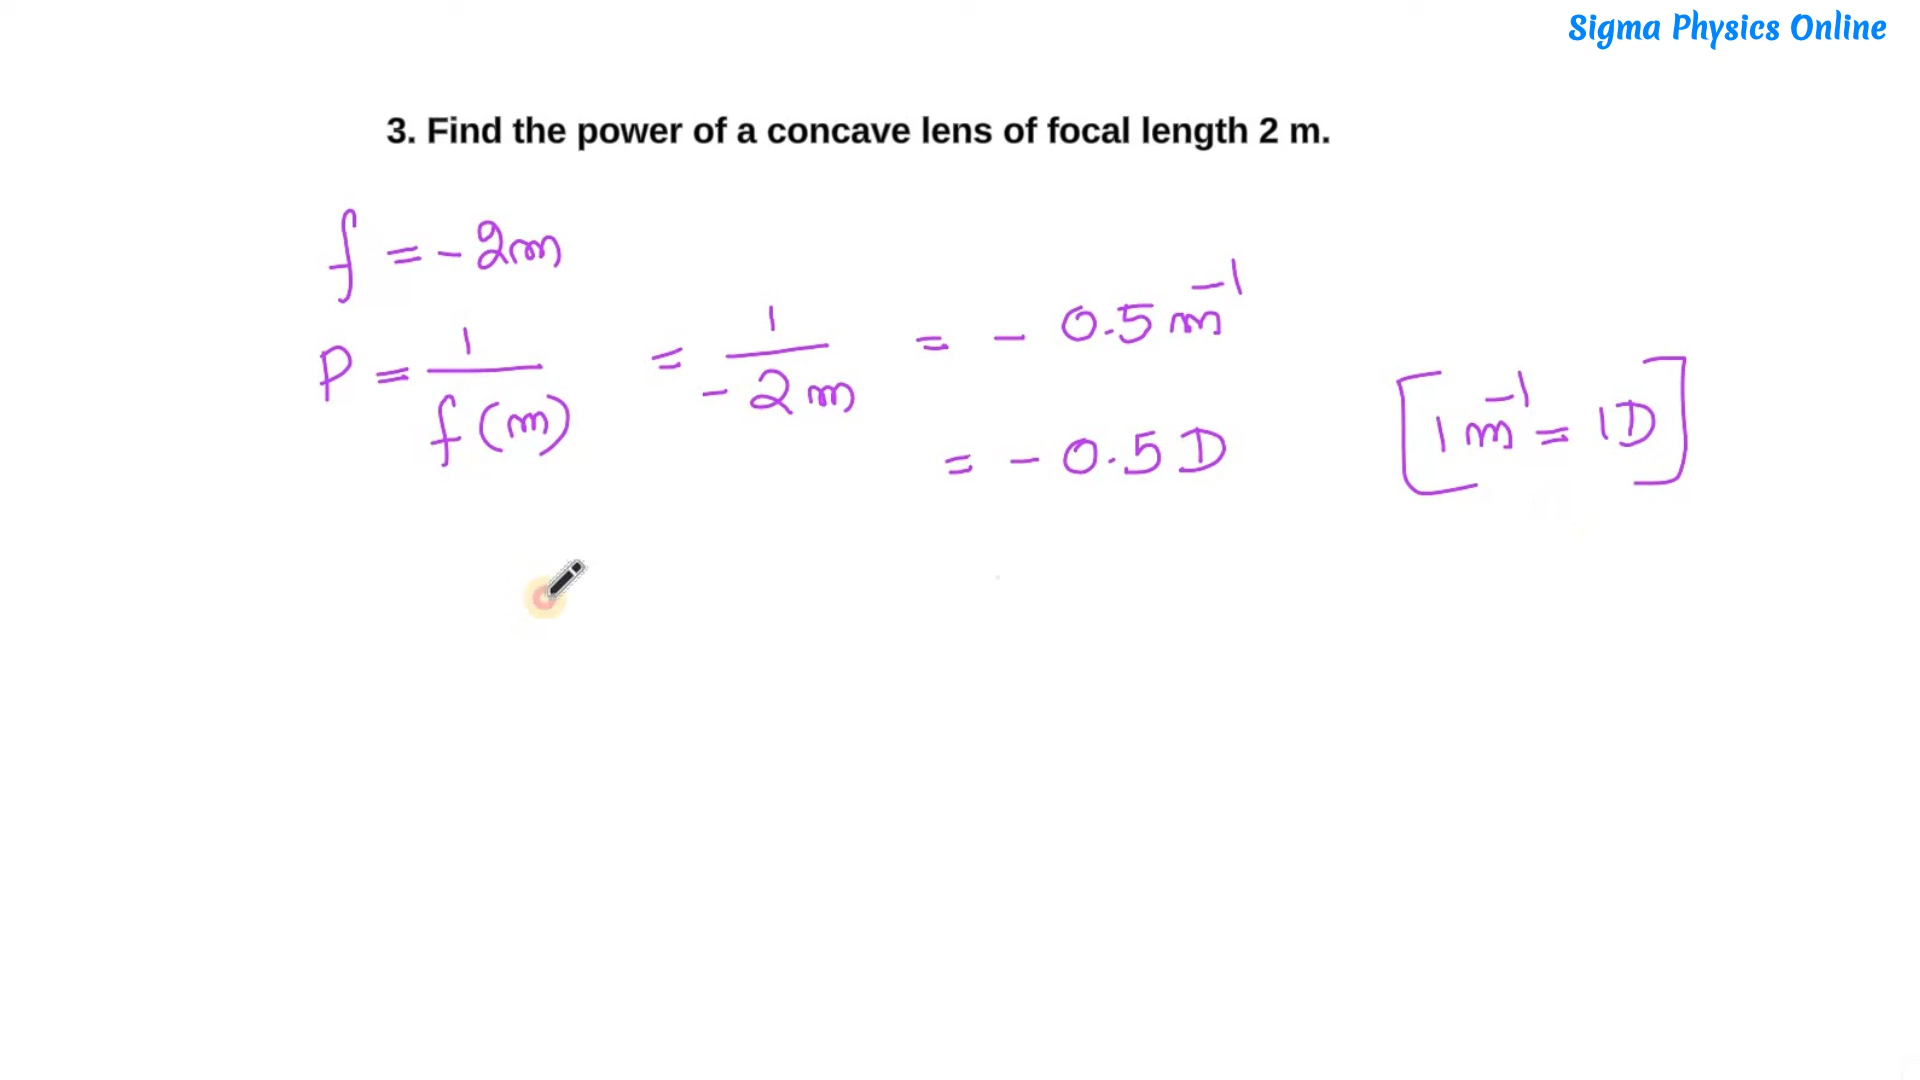 Sigma Physics Online
3. Find the power of a concave lens of focal length 2 m.
f = - 2m
P = 1 / f (m) = 1 / - 2 m = - 0.5 m⁻¹
= - 0.5 D
[1 m⁻¹ = 1D]